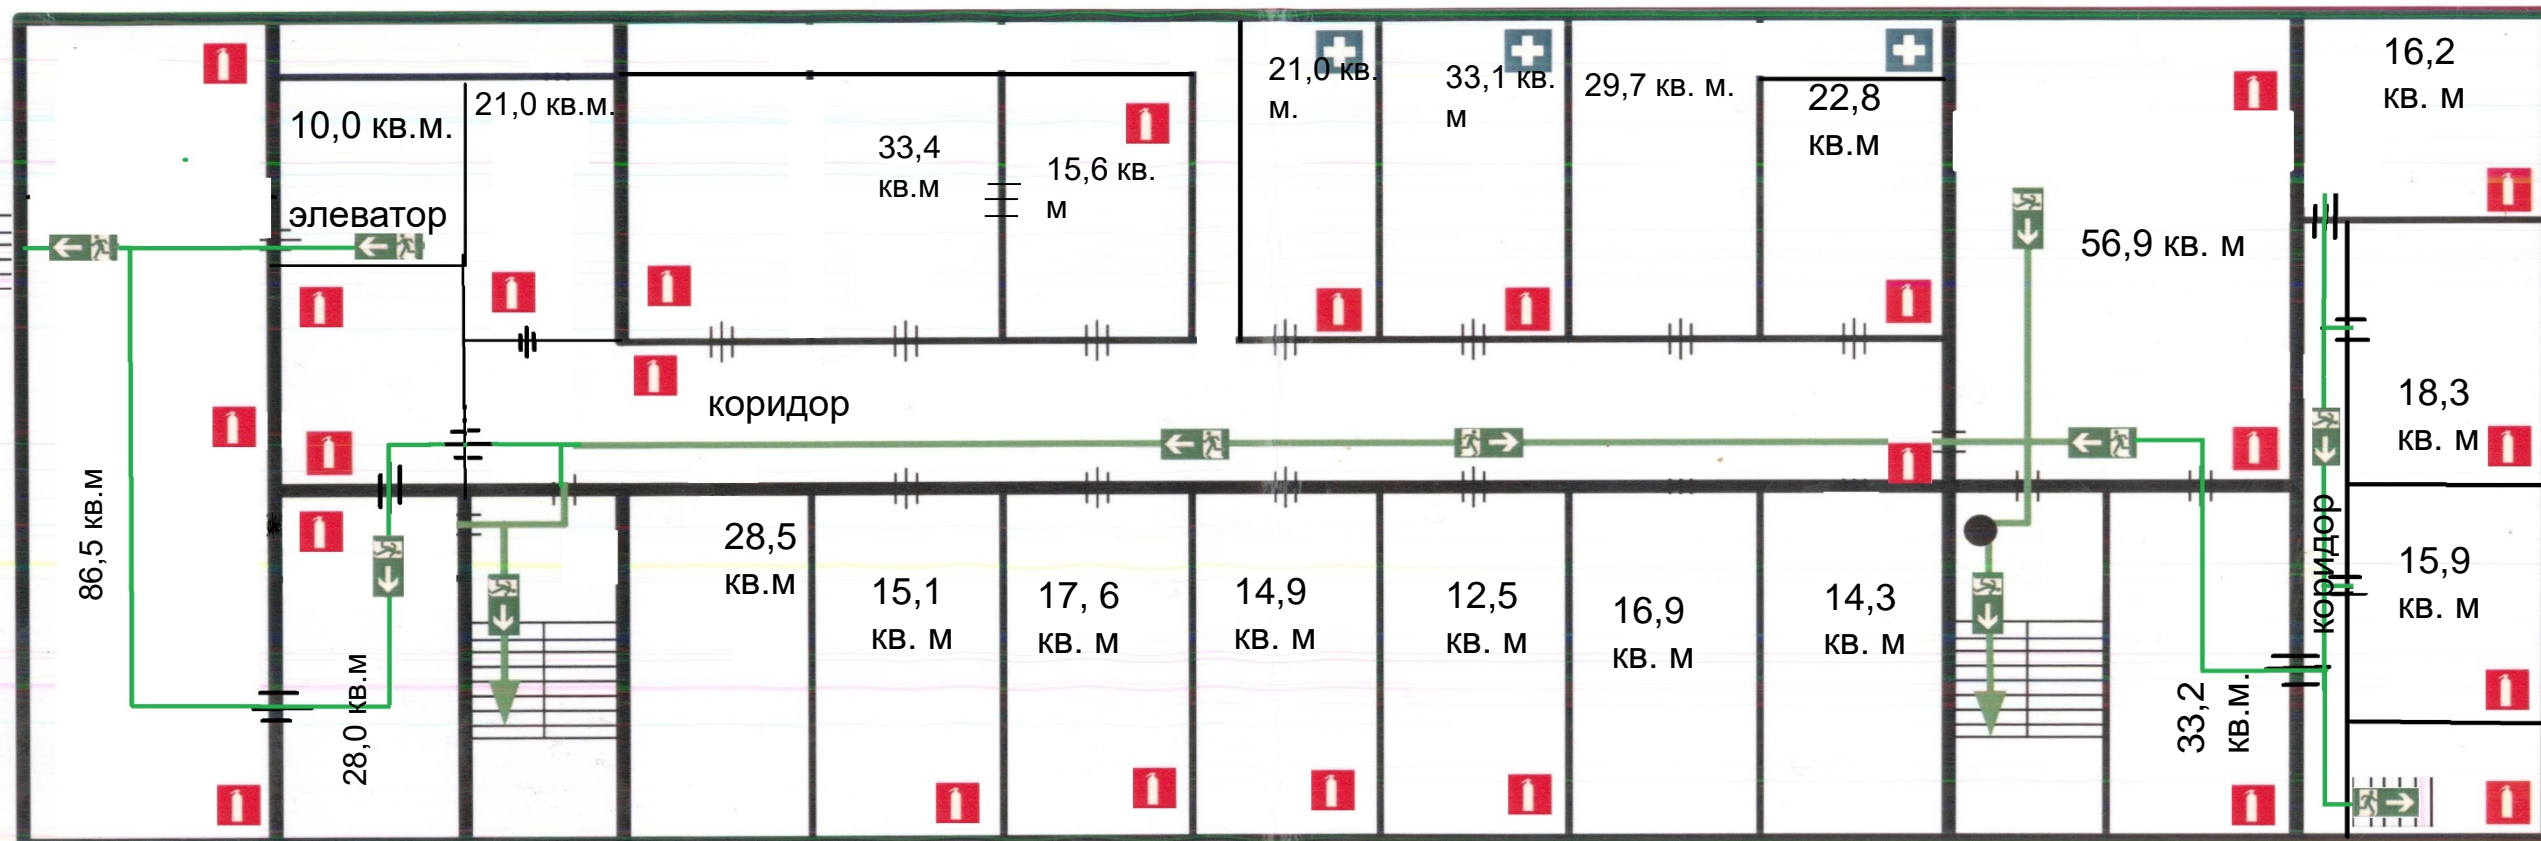 10,0 кв.м.
элеватор
21,0 кв.м.
33,4
кв.м
15,6 кв.
м
21,0 кв.
м.
33,1 кв.
м
29,7 кв. м.
22,8
кв.м
56,9 кв. м
16,2
кв. м
18,3
кв. м
15,9
кв. м
коридор
коридор
86,5 кв.м
28,0 кв.м
28,5
кв.м
15,1
кв. м
17, 6
кв. м
14,9
кв. м
12,5
кв. м
16,9
кв. м
14,3
кв. м
33,2
кв.м.